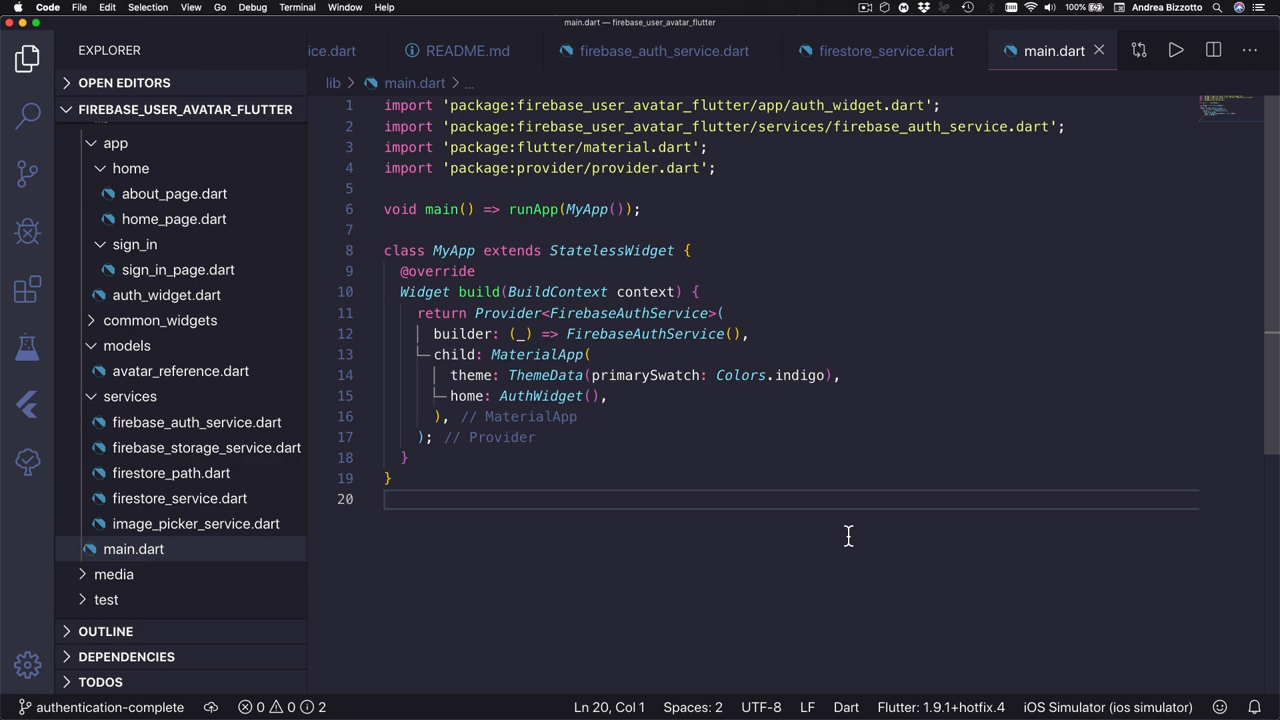 Code File Edit Selection View Go Debug Terminal Window Help 100% Andrea Bizzotto
main.dart — firebase_user_avatar_flutter
EXPLORER
ice.dart README.md firebase_auth_service.dart firestore_service.dart main.dart
OPEN EDITORS
lib main.dart ...
FIREBASE_USER_AVATAR_FLUTTER
app
home
about_page.dart
home_page.dart
sign_in
sign_in_page.dart
auth_widget.dart
common_widgets
models
avatar_reference.dart
services
firebase_auth_service.dart
firebase_storage_service.dart
firestore_path.dart
firestore_service.dart
image_picker_service.dart
main.dart
media
test
OUTLINE
DEPENDENCIES
TODOS
1 import 'package:firebase_user_avatar_flutter/app/auth_widget.dart';
2 import 'package:firebase_user_avatar_flutter/services/firebase_auth_service.dart';
3 import 'package:flutter/material.dart';
4 import 'package:provider/provider.dart';
5
6 void main() => runApp(MyApp());
7
8 class MyApp extends StatelessWidget {
9 @override
10 Widget build(BuildContext context) {
11 return Provider<FirebaseAuthService>(
12 builder: (_) => FirebaseAuthService(),
13 child: MaterialApp(
14 theme: ThemeData(primarySwatch: Colors.indigo),
15 home: AuthWidget(),
16 ), // MaterialApp
17 ); // Provider
18 }
19 }
20
authentication-complete 0 0 2 Ln 20, Col 1 Spaces: 2 UTF-8 LF Dart Flutter: 1.9.1+hotfix.4 iOS Simulator (ios simulator)